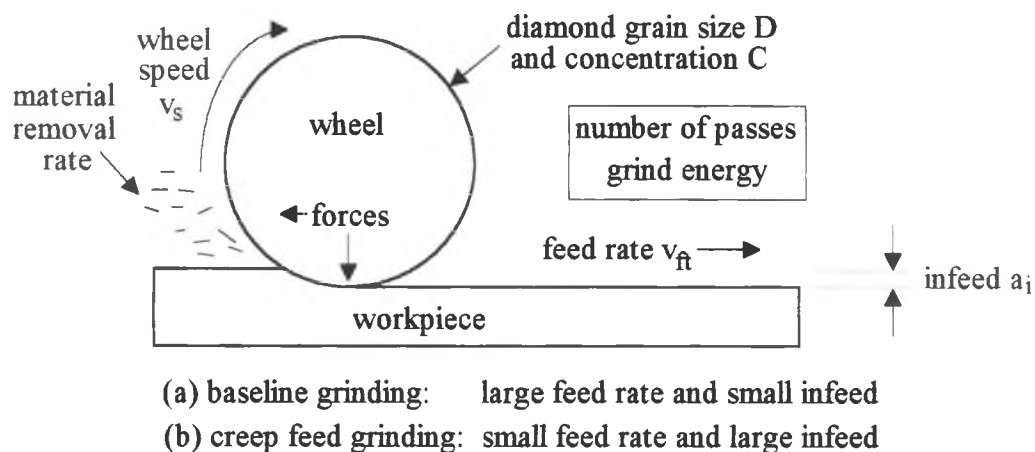 diamond grain size D
and concentration C
wheel
speed
v_s
material
removal
rate
wheel
number of passes
grind energy
forces
feed rate v_ft
infeed a_i
workpiece
(a) baseline grinding: large feed rate and small infeed
(b) creep feed grinding: small feed rate and large infeed